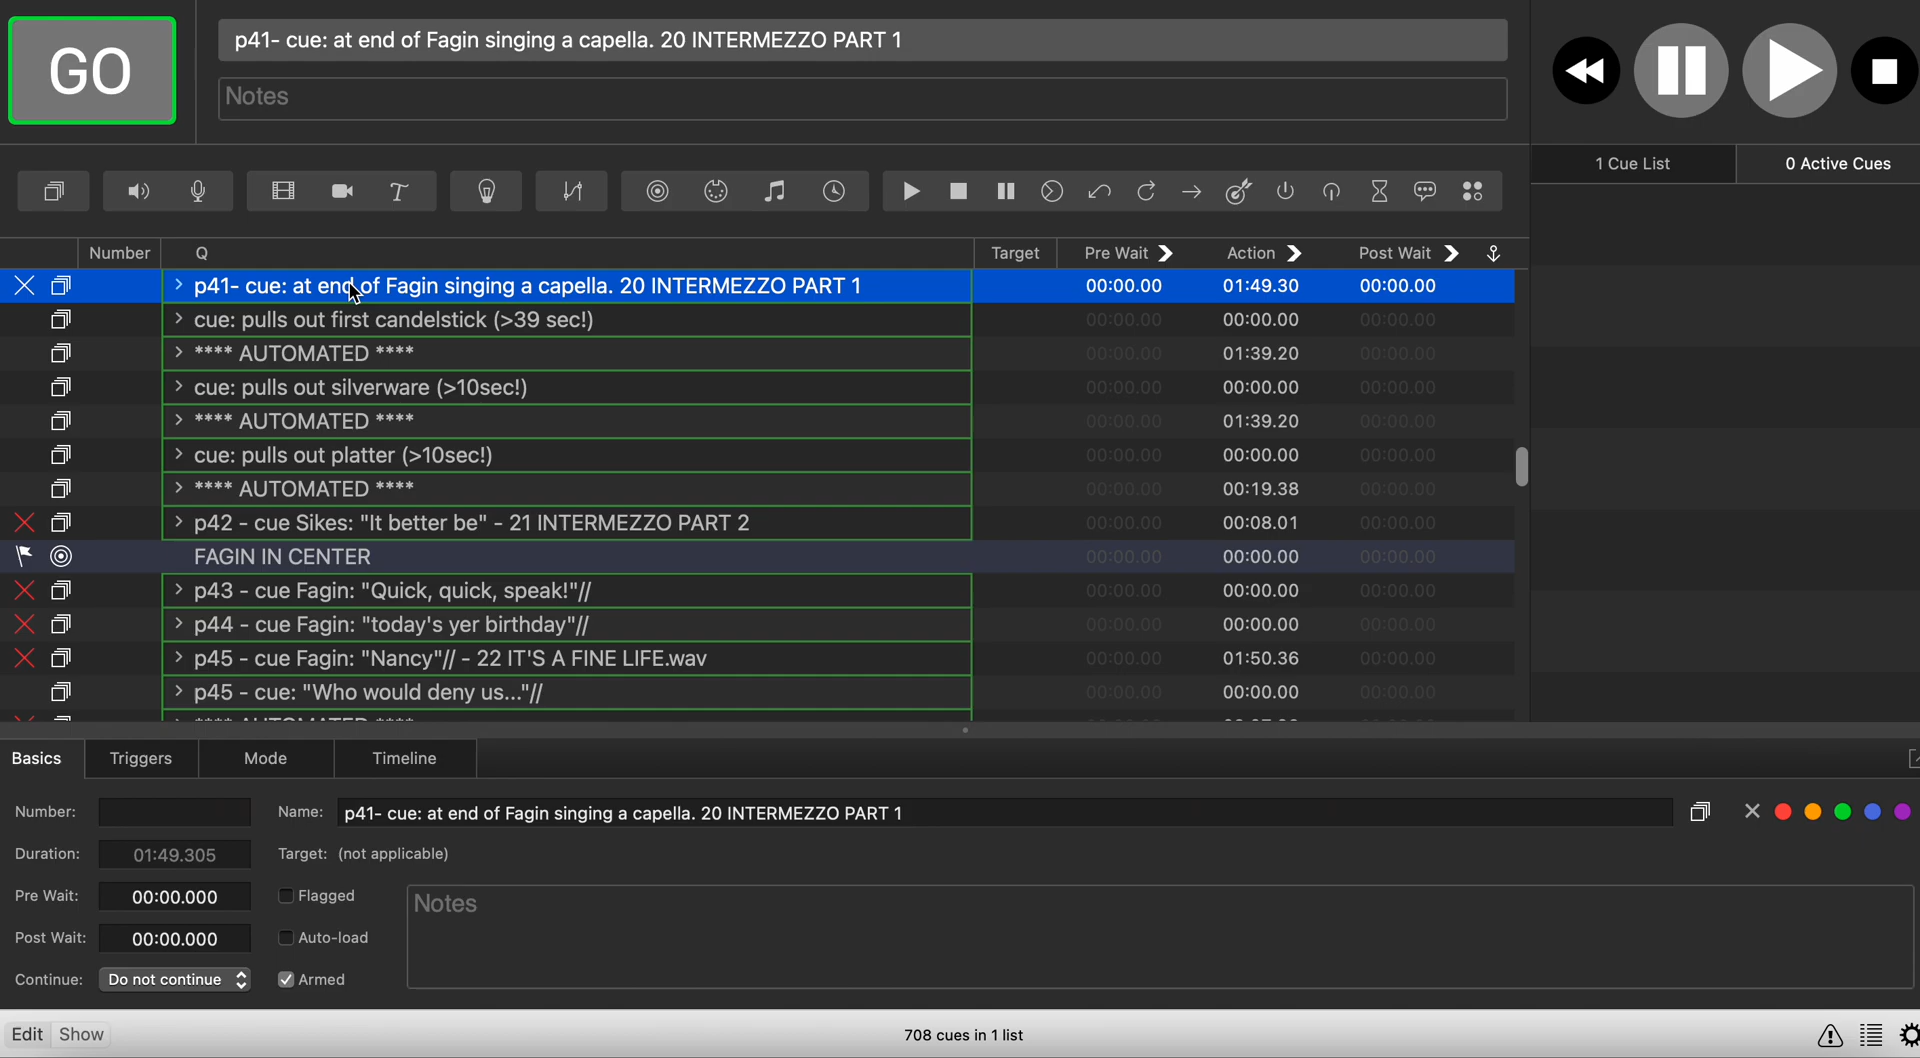 GO
p41- cue: at end of Fagin singing a capella. 20 INTERMEZZO PART 1
Notes
1 Cue List
0 Active Cues
Number Q Target Pre Wait Action Post Wait
p41- cue: at end of Fagin singing a capella. 20 INTERMEZZO PART 1 00:00.00 01:49.30 00:00.00
cue: pulls out first candelstick (>39 sec!) 00:00.00 00:00.00 00:00.00
**** AUTOMATED **** 00:00.00 01:39.20 00:00.00
cue: pulls out silverware (>10sec!) 00:00.00 00:00.00 00:00.00
**** AUTOMATED **** 00:00.00 01:39.20 00:00.00
cue: pulls out platter (>10sec!) 00:00.00 00:00.00 00:00.00
**** AUTOMATED **** 00:00.00 00:19.38 00:00.00
p42 - cue Sikes: "It better be" - 21 INTERMEZZO PART 2 00:00.00 00:08.01 00:00.00
FAGIN IN CENTER 00:00.00 00:00.00 00:00.00
p43 - cue Fagin: "Quick, quick, speak!"// 00:00.00 00:00.00 00:00.00
p44 - cue Fagin: "today's yer birthday"// 00:00.00 00:00.00 00:00.00
p45 - cue Fagin: "Nancy"// - 22 IT'S A FINE LIFE.wav 00:00.00 01:50.36 00:00.00
p45 - cue: "Who would deny us..."// 00:00.00 00:00.00 00:00.00
Basics Triggers Mode Timeline
Number: Name: p41- cue: at end of Fagin singing a capella. 20 INTERMEZZO PART 1
Duration: 01:49.305 Target: (not applicable)
Pre Wait: 00:00.000 Flagged Notes
Post Wait: 00:00.000 Auto-load
Continue: Do not continue Armed
Edit Show 708 cues in 1 list